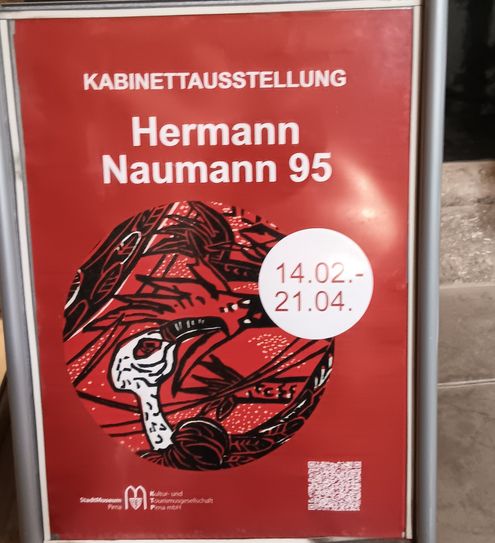 KABINETTAUSSTELLUNG
Hermann
Naumann 95
14.02.-
21.04.
StadtMuseum
Pirna
Kultur- und
Tourismusgesellschaft
Pirna mbH
K
T
P